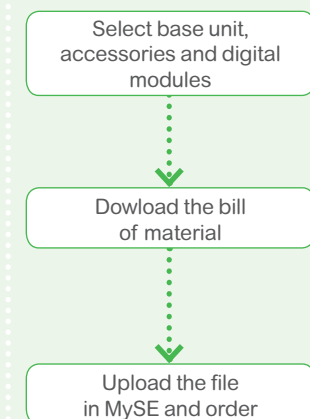 Select base unit,
accessories and digital
modules
Dowload the bill
of material
Upload the file
in MySE and order